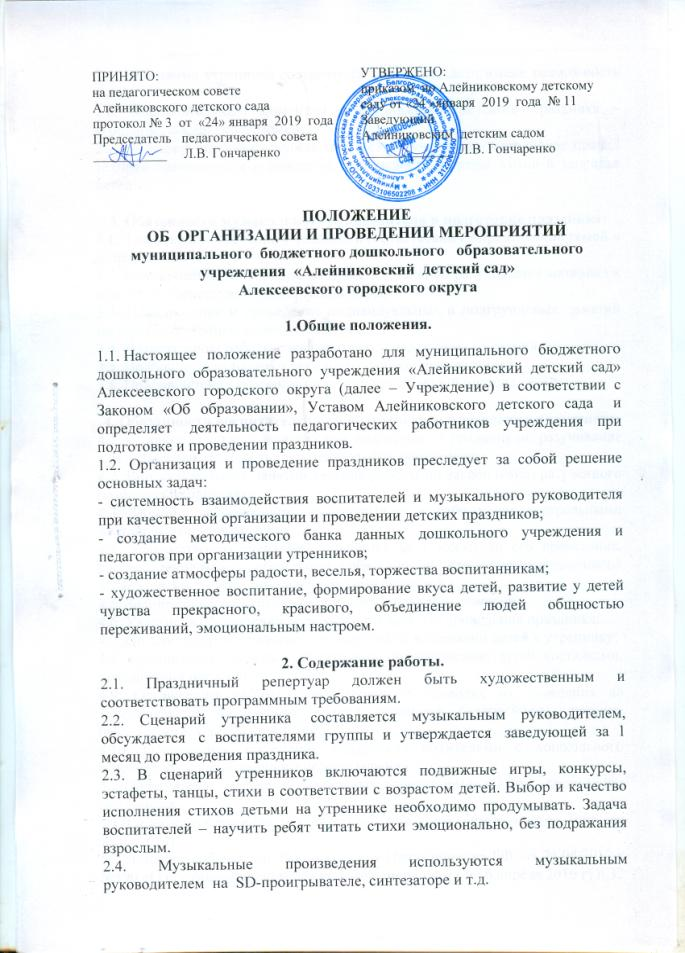 ПРИНЯТО:
на педагогическом совете
Алейниковского детского сада
протокол № 3 от «24» января 2019 года
Председатель педагогического совета
Л.В. Гончаренко
УТВЕРЖЕНО:
приказом по Алейниковскому детскому
саду от «24 »января 2019 года № 11
Заведующий
Алейниковским детским садом
Л.В. Гончаренко
ПОЛОЖЕНИЕ
ОБ ОРГАНИЗАЦИИ И ПРОВЕДЕНИИ МЕРОПРИЯТИЙ
муниципального бюджетного дошкольного образовательного
учреждения «Алейниковский детский сад»
Алексеевского городского округа
1.Общие положения.
1.1. Настоящее положение разработано для муниципального бюджетного
дошкольного образовательного учреждения «Алейниковский детский сад»
Алексеевского городского округа (далее – Учреждение) в соответствии с
Законом «Об образовании», Уставом Алейниковского детского сада и
определяет деятельность педагогических работников учреждения при
подготовке и проведении праздников.
1.2. Организация и проведение праздников преследует за собой решение
основных задач:
- системность взаимодействия воспитателей и музыкального руководителя
при качественной организации и проведении детских праздников;
- создание методического банка данных дошкольного учреждения и
педагогов при организации утренников;
- создание атмосферы радости, веселья, торжества воспитанникам;
- художественное воспитание, формирование вкуса детей, развитие у детей
чувства прекрасного, красивого, объединение людей общностью
переживаний, эмоциональным настроем.
2. Содержание работы.
2.1. Праздничный репертуар должен быть художественным и
соответствовать программным требованиям.
2.2. Сценарий утренника составляется музыкальным руководителем,
обсуждается с воспитателями группы и утверждается заведующей за 1
месяц до проведения праздника.
2.3. В сценарий утренников включаются подвижные игры, конкурсы,
эстафеты, танцы, стихи в соответствии с возрастом детей. Выбор и качество
исполнения стихов детьми на утреннике необходимо продумывать. Задача
воспитателей – научить ребят читать стихи эмоционально, без подражания
взрослым.
2.4. Музыкальные произведения используются музыкальным
руководителем на SD-проигрывателе, синтезаторе и т.д.